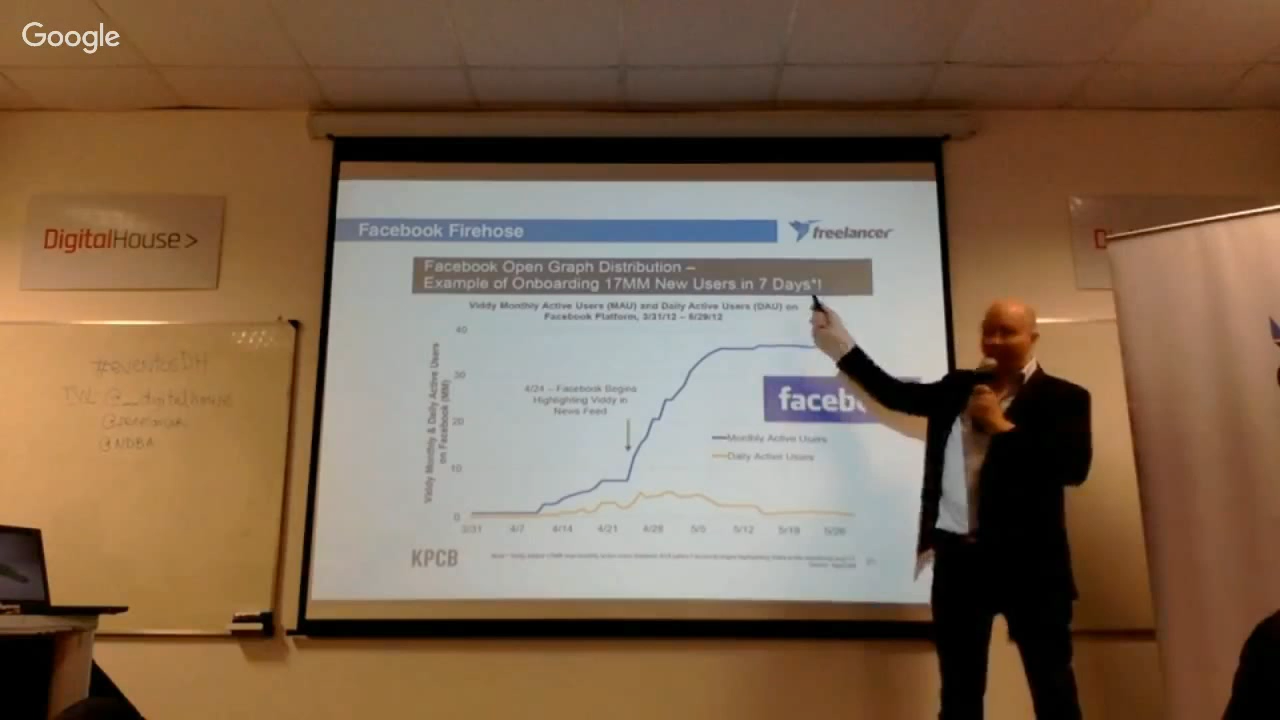 Google
DigitalHouse >
Facebook Firehose
freelancer
Facebook Open Graph Distribution –
Example of Onboarding 17MM New Users in 7 Days*!
Viddy Monthly Active Users (MAU) and Daily Active Users (DAU) on
Facebook Platform, 3/31/12 – 5/29/12
Viddy Monthly & Daily Active Users
on Facebook (MM)
40
30
20
10
0
4/24 – Facebook Begins
Highlighting Viddy in
News Feed
faceb
Monthly Active Users
Daily Active Users
3/31 4/7 4/14 4/21 4/28 5/5 5/12 5/19 5/26
KPCB
#eventosDH
TW: @_digitalhouse
@NDBA
D